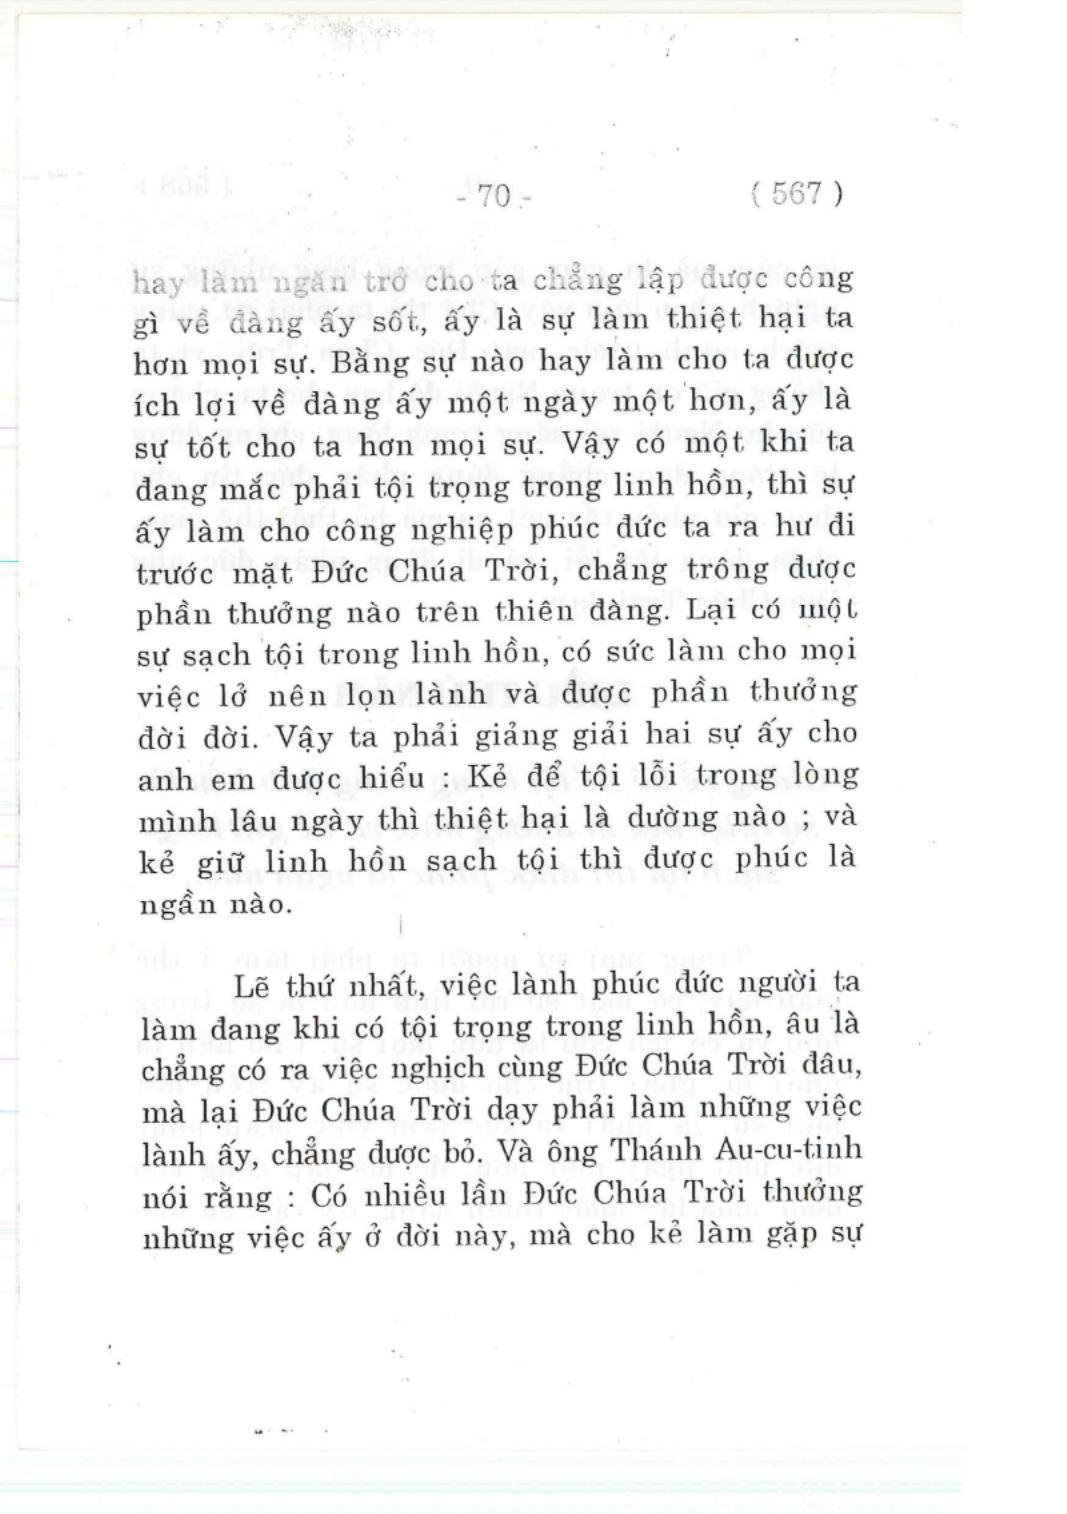 - 70 - ( 567 )
hay làm ngăn trở cho ta chẳng lập được công
gì về đàng ấy sốt, ấy là sự làm thiệt hại ta
hơn mọi sự. Bằng sự nào hay làm cho ta được
ích lợi về đàng ấy một ngày một hơn, ấy là
sự tốt cho ta hơn mọi sự. Vậy có một khi ta
đang mắc phải tội trọng trong linh hồn, thì sự
ấy làm cho công nghiệp phúc đức ta ra hư đi
trước mặt Đức Chúa Trời, chẳng trông được
phần thưởng nào trên thiên đàng. Lại có một
sự sạch tội trong linh hồn, có sức làm cho mọi
việc lở nên lọn lành và được phần thưởng
đời đời. Vậy ta phải giảng giải hai sự ấy cho
anh em được hiểu : Kẻ để tội lỗi trong lòng
mình lâu ngày thì thiệt hại là dường nào ; và
kẻ giữ linh hồn sạch tội thì được phúc là
ngần nào.
Lẽ thứ nhất, việc lành phúc đức người ta
làm đang khi có tội trọng trong linh hồn, âu là
chẳng có ra việc nghịch cùng Đức Chúa Trời đâu,
mà lại Đức Chúa Trời dạy phải làm những việc
lành ấy, chẳng được bỏ. Và ông Thánh Au-cu-tinh
nói rằng : Có nhiều lần Đức Chúa Trời thưởng
những việc ấy ở đời này, mà cho kẻ làm gặp sự